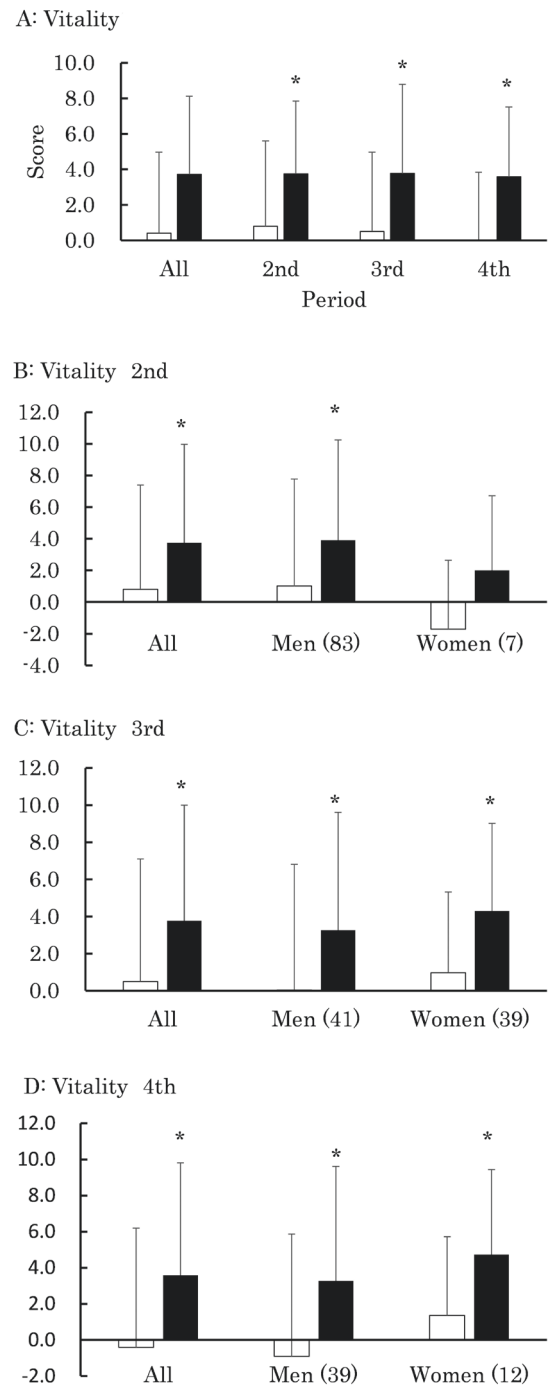 A: Vitality
10.0
8.0
6.0
4.0
2.0
0.0
Score
* * *
All 2nd 3rd 4th
Period
B: Vitality 2nd
12.0
10.0
8.0
6.0
4.0
2.0
0.0
-2.0
-4.0
* *
All Men (83) Women (7)
C: Vitality 3rd
12.0
10.0
8.0
6.0
4.0
2.0
0.0
* * *
All Men (41) Women (39)
D: Vitality 4th
12.0
10.0
8.0
6.0
4.0
2.0
0.0
-2.0
* * *
All Men (39) Women (12)